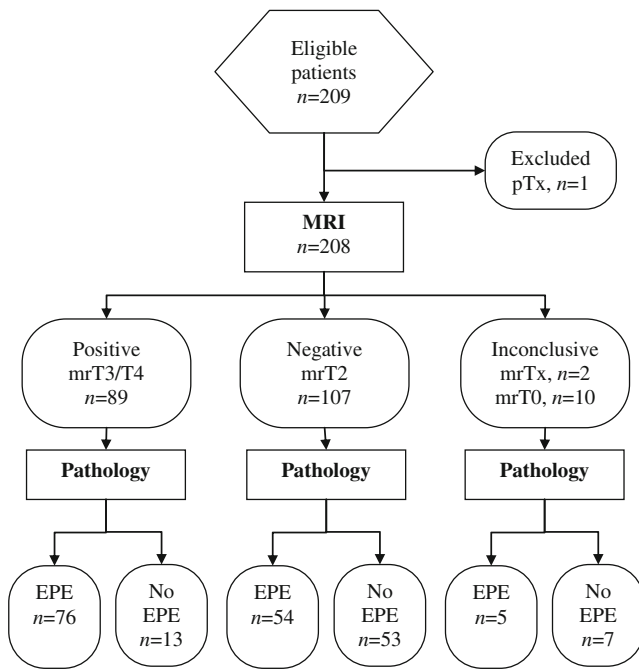 Eligible
patients
n=209
Excluded
pTx, n=1
MRI
n=208
Positive
mrT3/T4
n=89
Negative
mrT2
n=107
Inconclusive
mrTx, n=2
mrT0, n=10
Pathology
Pathology
Pathology
EPE
n=76
No
EPE
n=13
EPE
n=54
No
EPE
n=53
EPE
n=5
No
EPE
n=7